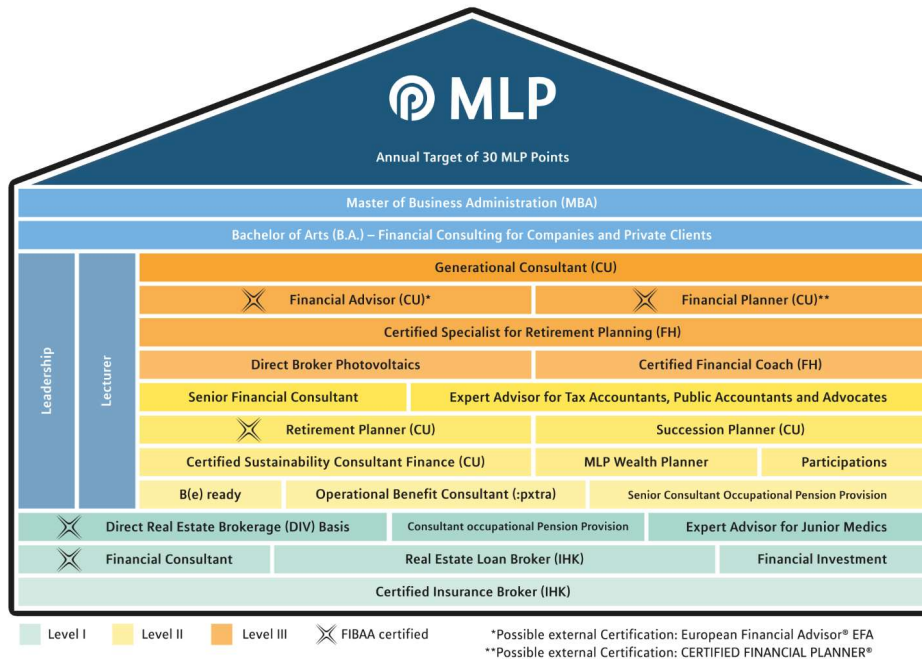 MLP
Annual Target of 30 MLP Points
Master of Business Administration (MBA)
Bachelor of Arts (B.A.) – Financial Consulting for Companies and Private Clients
Leadership
Lecturer
Generational Consultant (CU)
Financial Advisor (CU)*
Financial Planner (CU)**
Certified Specialist for Retirement Planning (FH)
Direct Broker Photovoltaics
Certified Financial Coach (FH)
Senior Financial Consultant
Expert Advisor for Tax Accountants, Public Accountants and Advocates
Retirement Planner (CU)
Succession Planner (CU)
Certified Sustainability Consultant Finance (CU)
MLP Wealth Planner
Participations
B(e) ready
Operational Benefit Consultant (:pxtra)
Senior Consultant Occupational Pension Provision
Direct Real Estate Brokerage (DIV) Basis
Consultant occupational Pension Provision
Expert Advisor for Junior Medics
Financial Consultant
Real Estate Loan Broker (IHK)
Financial Investment
Certified Insurance Broker (IHK)
Level I
Level II
Level III
FIBAA certified
*Possible external Certification: European Financial Advisor® EFA
**Possible external Certification: CERTIFIED FINANCIAL PLANNER®